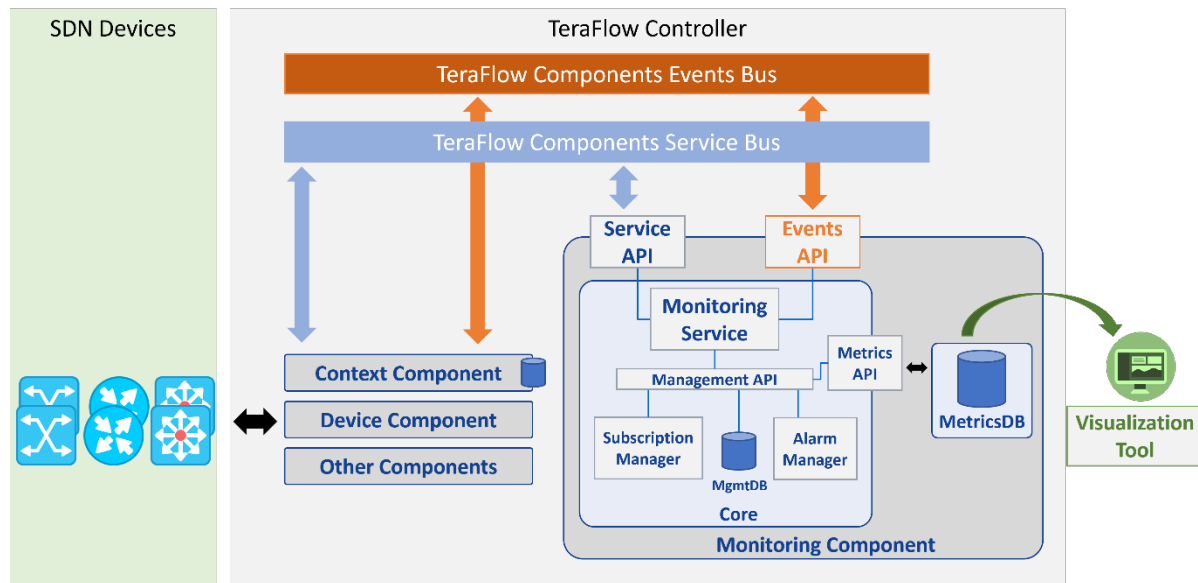 SDN Devices
TeraFlow Controller
TeraFlow Components Events Bus
TeraFlow Components Service Bus
Service
API
Events
API
Monitoring
Service
Metrics
API
Management API
Context Component
Device Component
Other Components
Subscription
Manager
MgmtDB
Alarm
Manager
MetricsDB
Core
Monitoring Component
Visualization
Tool